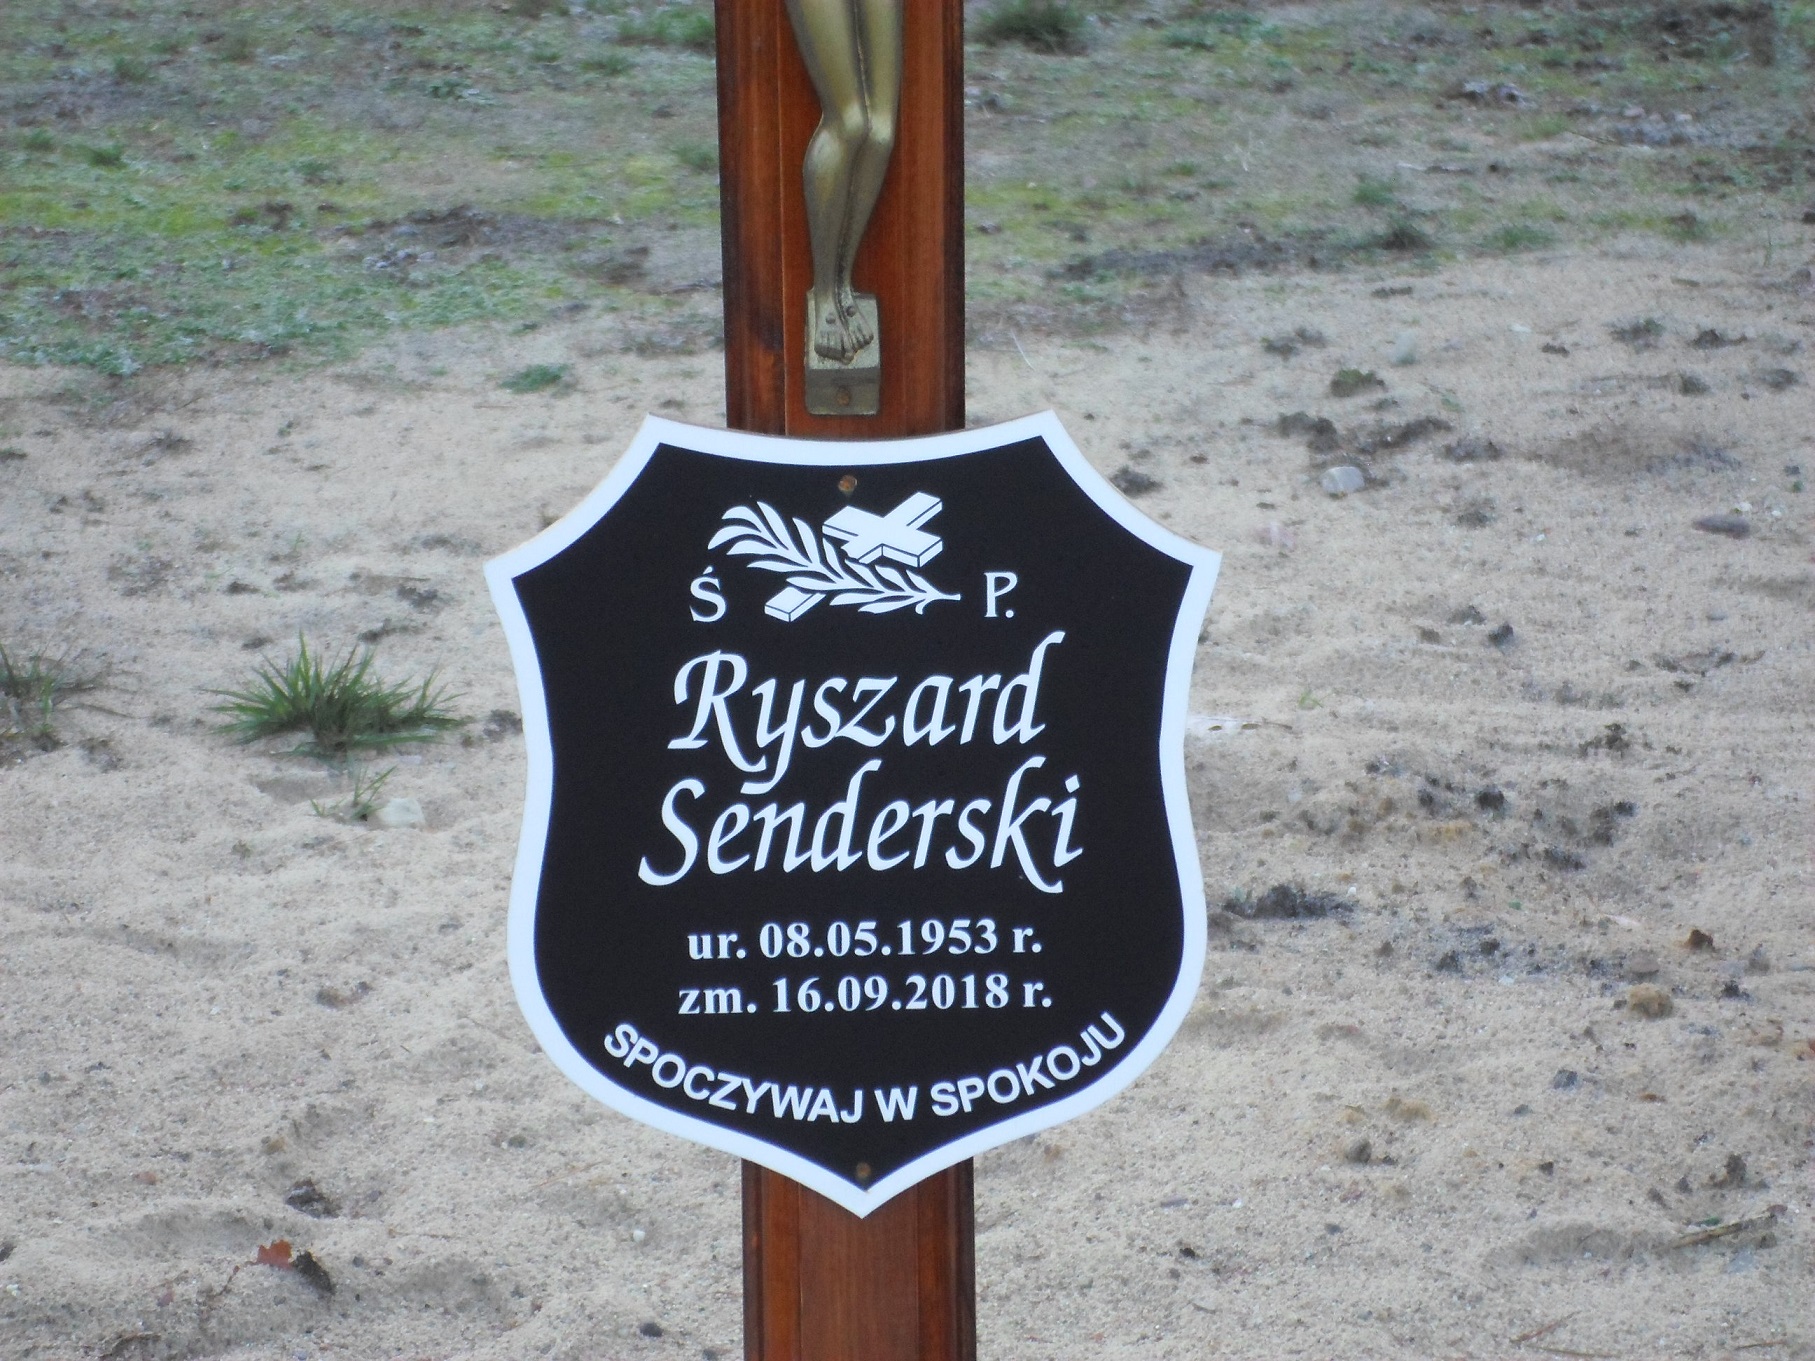 Ś P.
Ryszard
Senderski
ur. 08.05.1953 r.
zm. 16.09.2018 r.
SPOCZYWAJ W SPOKOJU